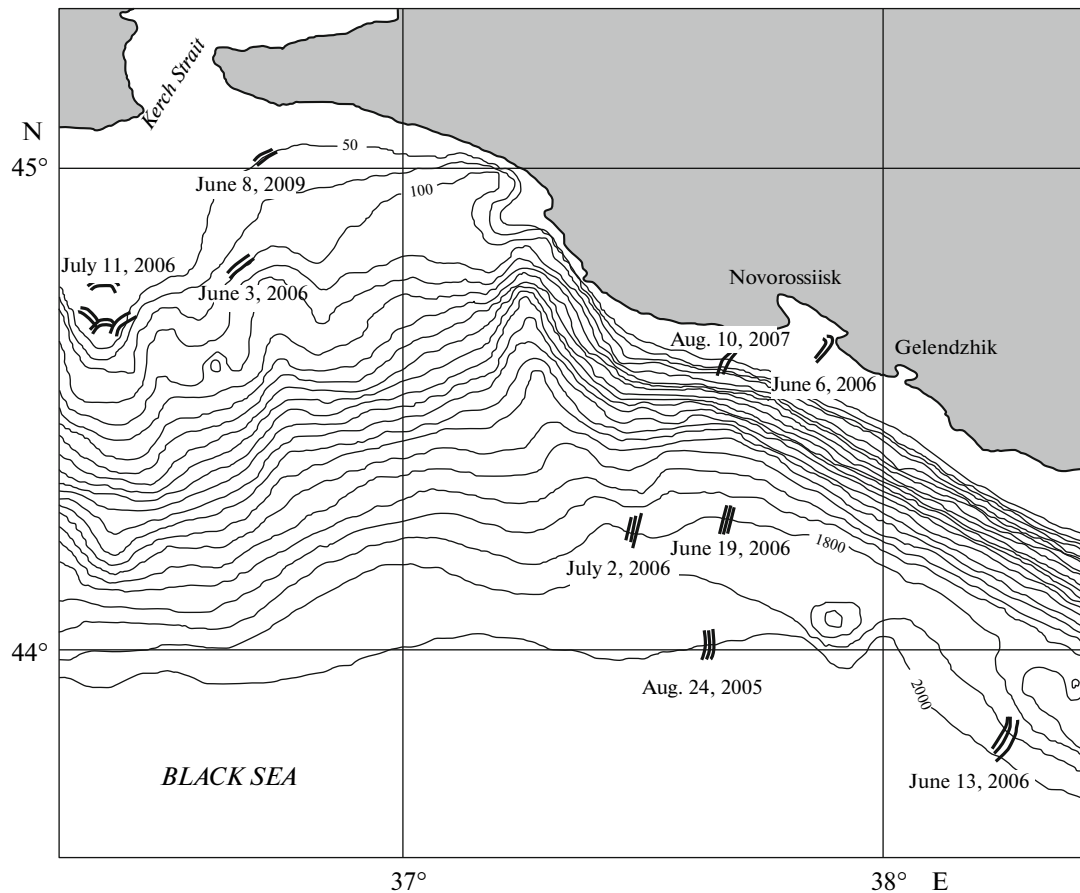 Kerch Strait
N
45°
50
June 8, 2009
100
July 11, 2006
June 3, 2006
Novorossiisk
Aug. 10, 2007
Gelendzhik
June 6, 2006
1800
June 19, 2006
July 2, 2006
44°
Aug. 24, 2005
2000
BLACK SEA
June 13, 2006
37°
38°
E